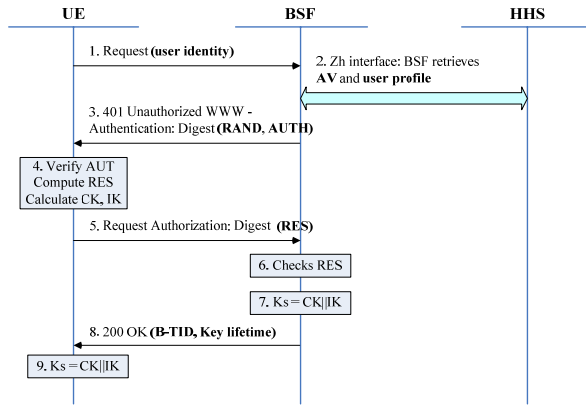 UE BSF HHS
1. Request (user identity)
2. Zh interface: BSF retrieves
AV and user profile
3. 401 Unauthorized WWW -
Authentication: Digest (RAND, AUTH)
4. Verify AUT
Compute RES
Calculate CK, IK
5. Request Authorization: Digest (RES)
6. Checks RES
7. Ks = CK||IK
8. 200 OK (B-TID, Key lifetime)
9. Ks = CK||IK